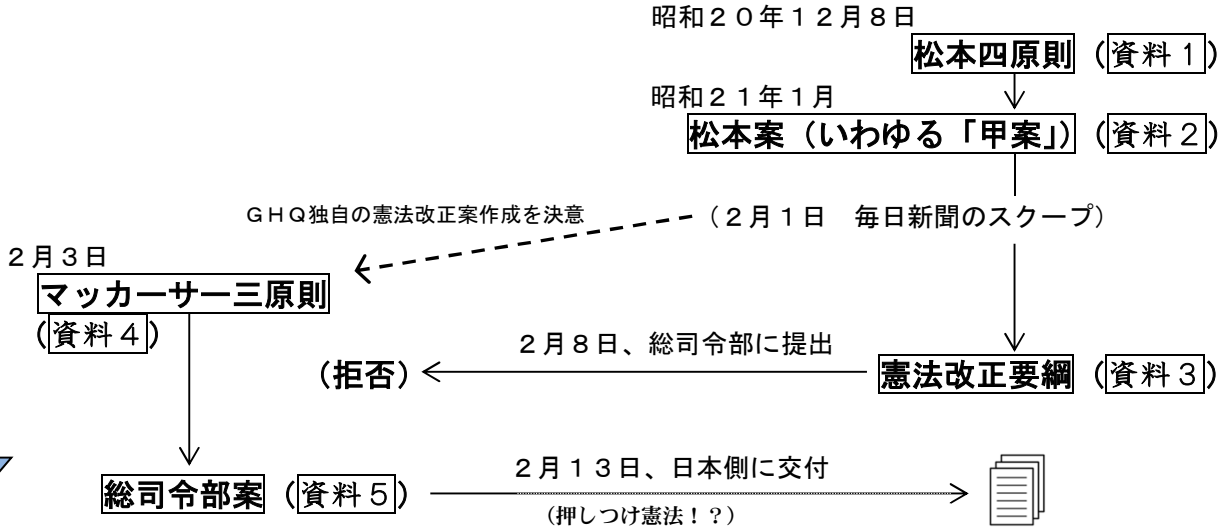 昭和２０年１２月８日
松本四原則（資料１）
昭和２１年１月
松本案（いわゆる「甲案」）（資料２）
ＧＨＱ独自の憲法改正案作成を決意
（２月１日　毎日新聞のスクープ）
２月３日
マッカーサー三原則
（資料４）
２月８日、総司令部に提出
（拒否）
憲法改正要綱（資料３）
２月１３日、日本側に交付
総司令部案（資料５）
（押しつけ憲法！？）